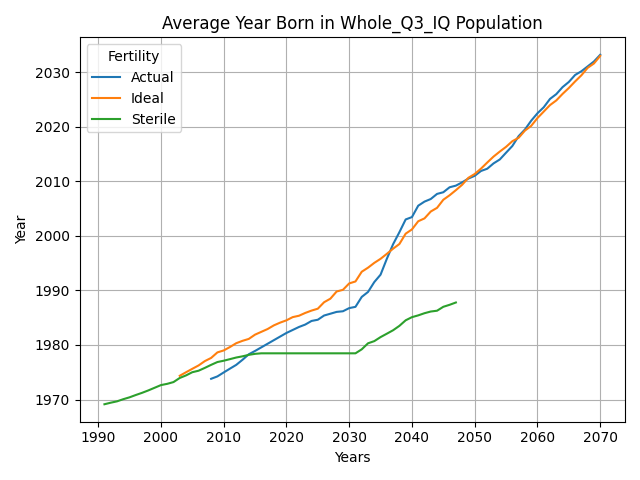 Average Year Born in Whole_Q3_IQ Population
Fertility
Actual
Ideal
Sterile
Year
2030
2020
2010
2000
1990
1980
1970
1990 2000 2010 2020 2030 2040 2050 2060 2070
Years